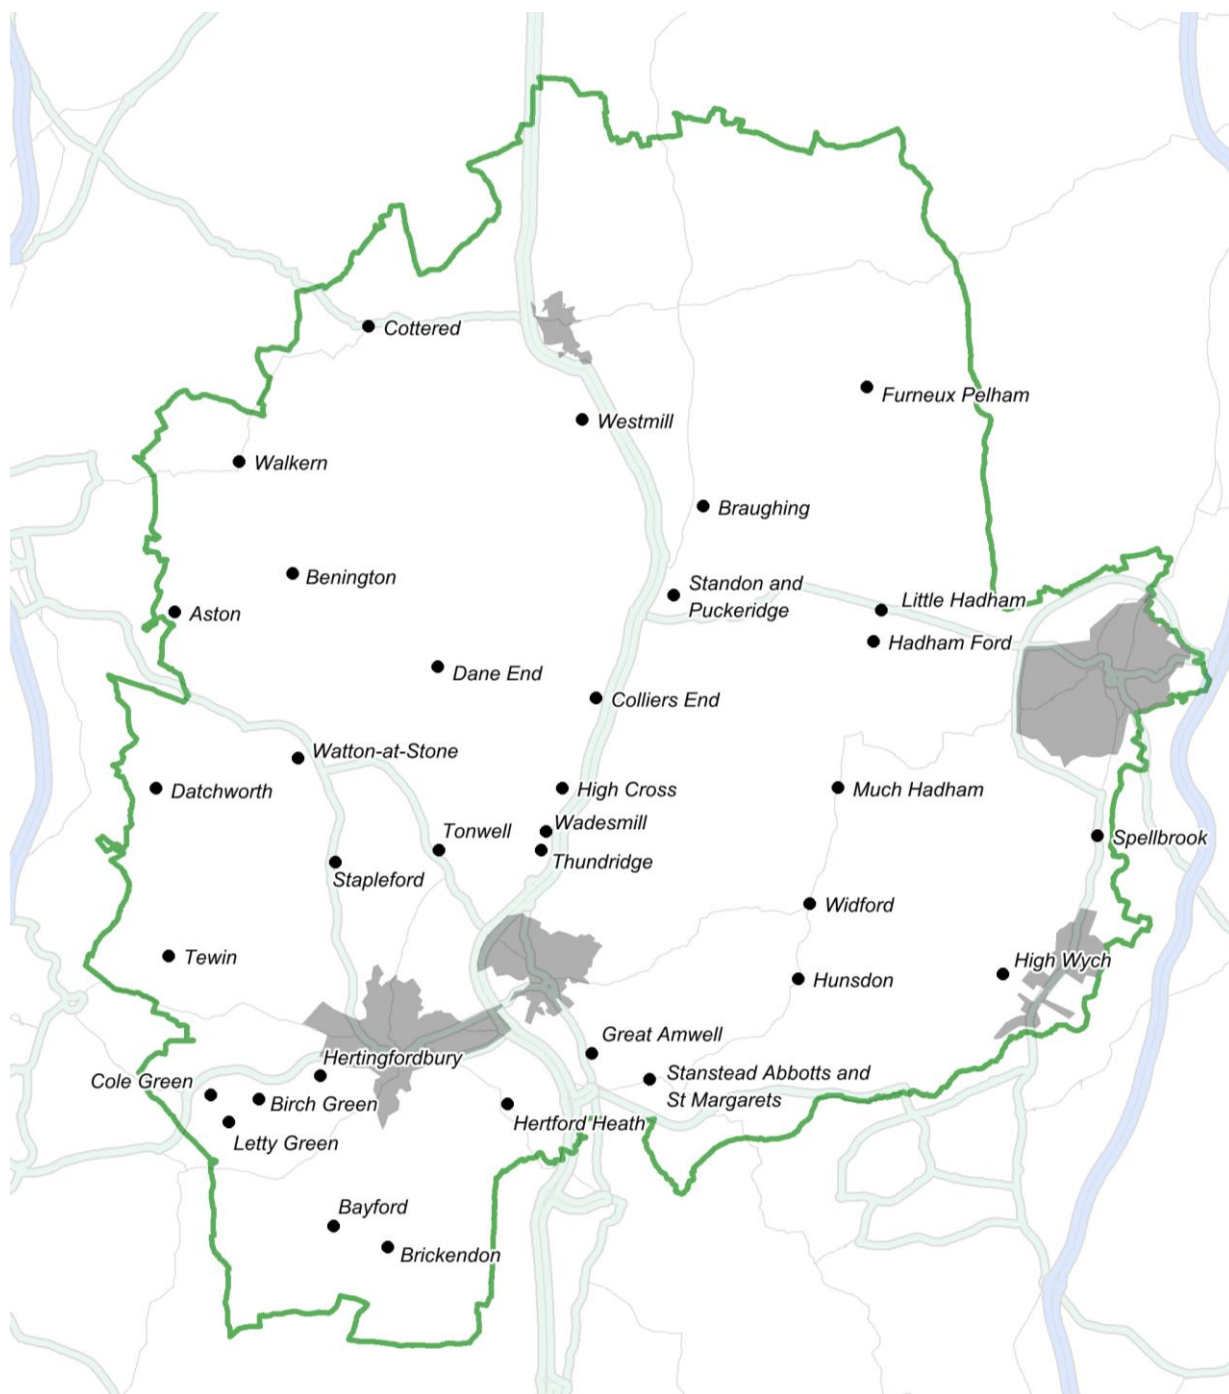 Cottered
Furneux Pelham
Westmill
Walkern
Braughing
Benington
Standon and
Puckeridge
Little Hadham
Aston
Hadham Ford
Dane End
Colliers End
Watton-at-Stone
Datchworth
High Cross
Much Hadham
Wadesmill
Tonwell
Spellbrook
Thundridge
Stapleford
Widford
Tewin
High Wych
Hunsdon
Great Amwell
Hertingfordbury
Stanstead Abbotts and
St Margarets
Cole Green
Birch Green
Hertford Heath
Letty Green
Bayford
Brickendon